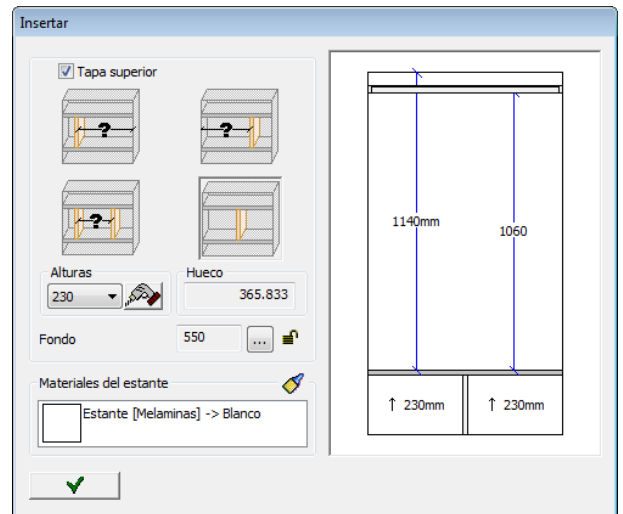 Insertar
Tapa superior
?
?
?
Alturas
Hueco
230
365.833
Fondo
550
...
Materiales del estante
Estante [Melaminas] -> Blanco
1140mm
1060
↑ 230mm
↑ 230mm